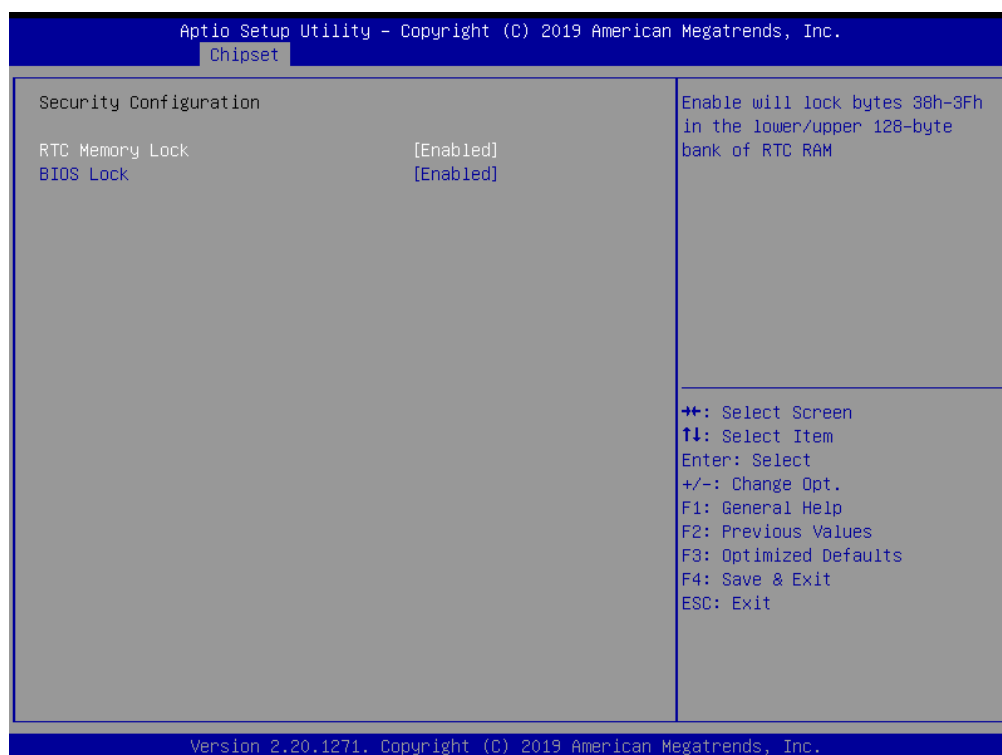 Aptio Setup Utility – Copyright (C) 2019 American Megatrends, Inc.
Chipset
Security Configuration
RTC Memory Lock [Enabled]
BIOS Lock [Enabled]
Enable will lock bytes 38h-3Fh
in the lower/upper 128-byte
bank of RTC RAM
→←: Select Screen
↑↓: Select Item
Enter: Select
+/-: Change Opt.
F1: General Help
F2: Previous Values
F3: Optimized Defaults
F4: Save & Exit
ESC: Exit
Version 2.20.1271. Copyright (C) 2019 American Megatrends, Inc.